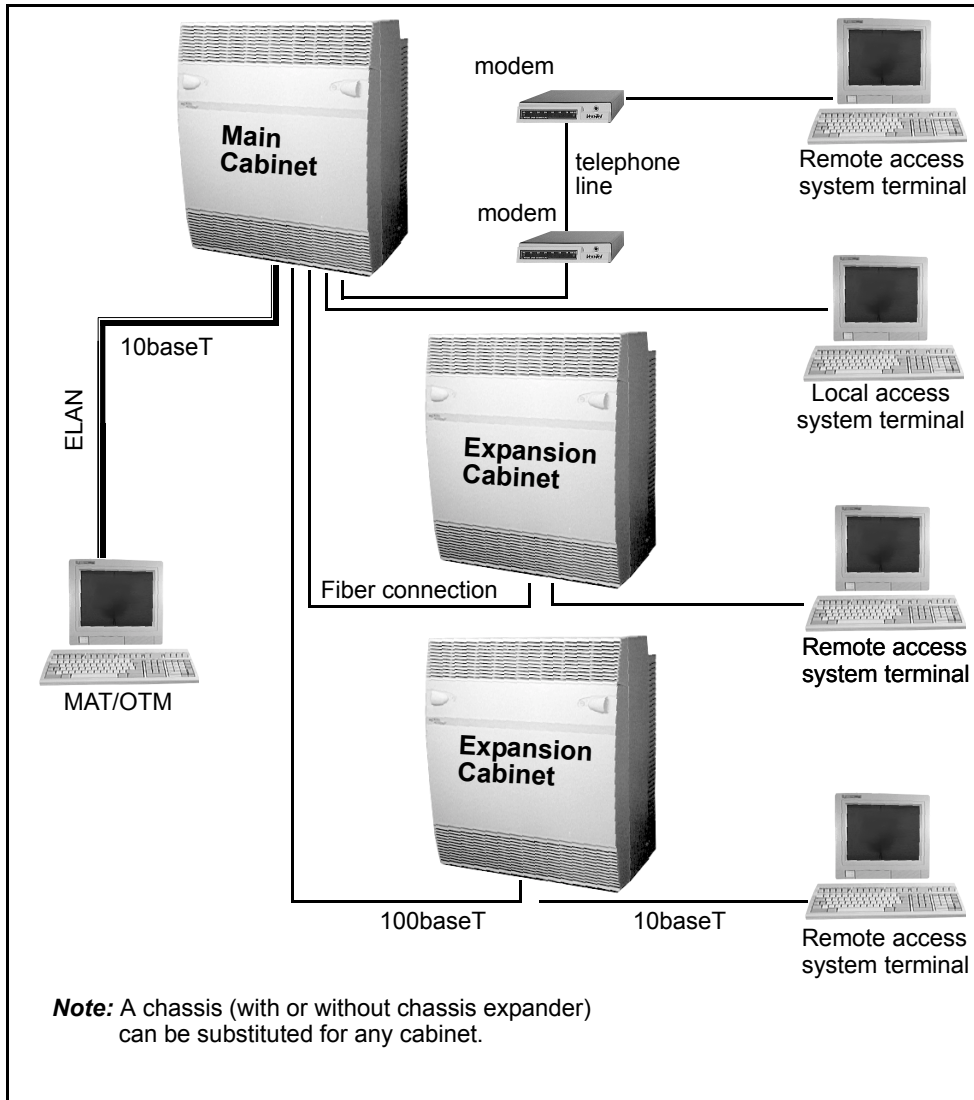 modem
Main
Cabinet
telephone
line
Remote access
system terminal
modem
10baseT
ELAN
Local access
system terminal
Expansion
Cabinet
Fiber connection
Remote access
system terminal
MAT/OTM
Expansion
Cabinet
100baseT
10baseT
Remote access
system terminal
Note: A chassis (with or without chassis expander)
can be substituted for any cabinet.